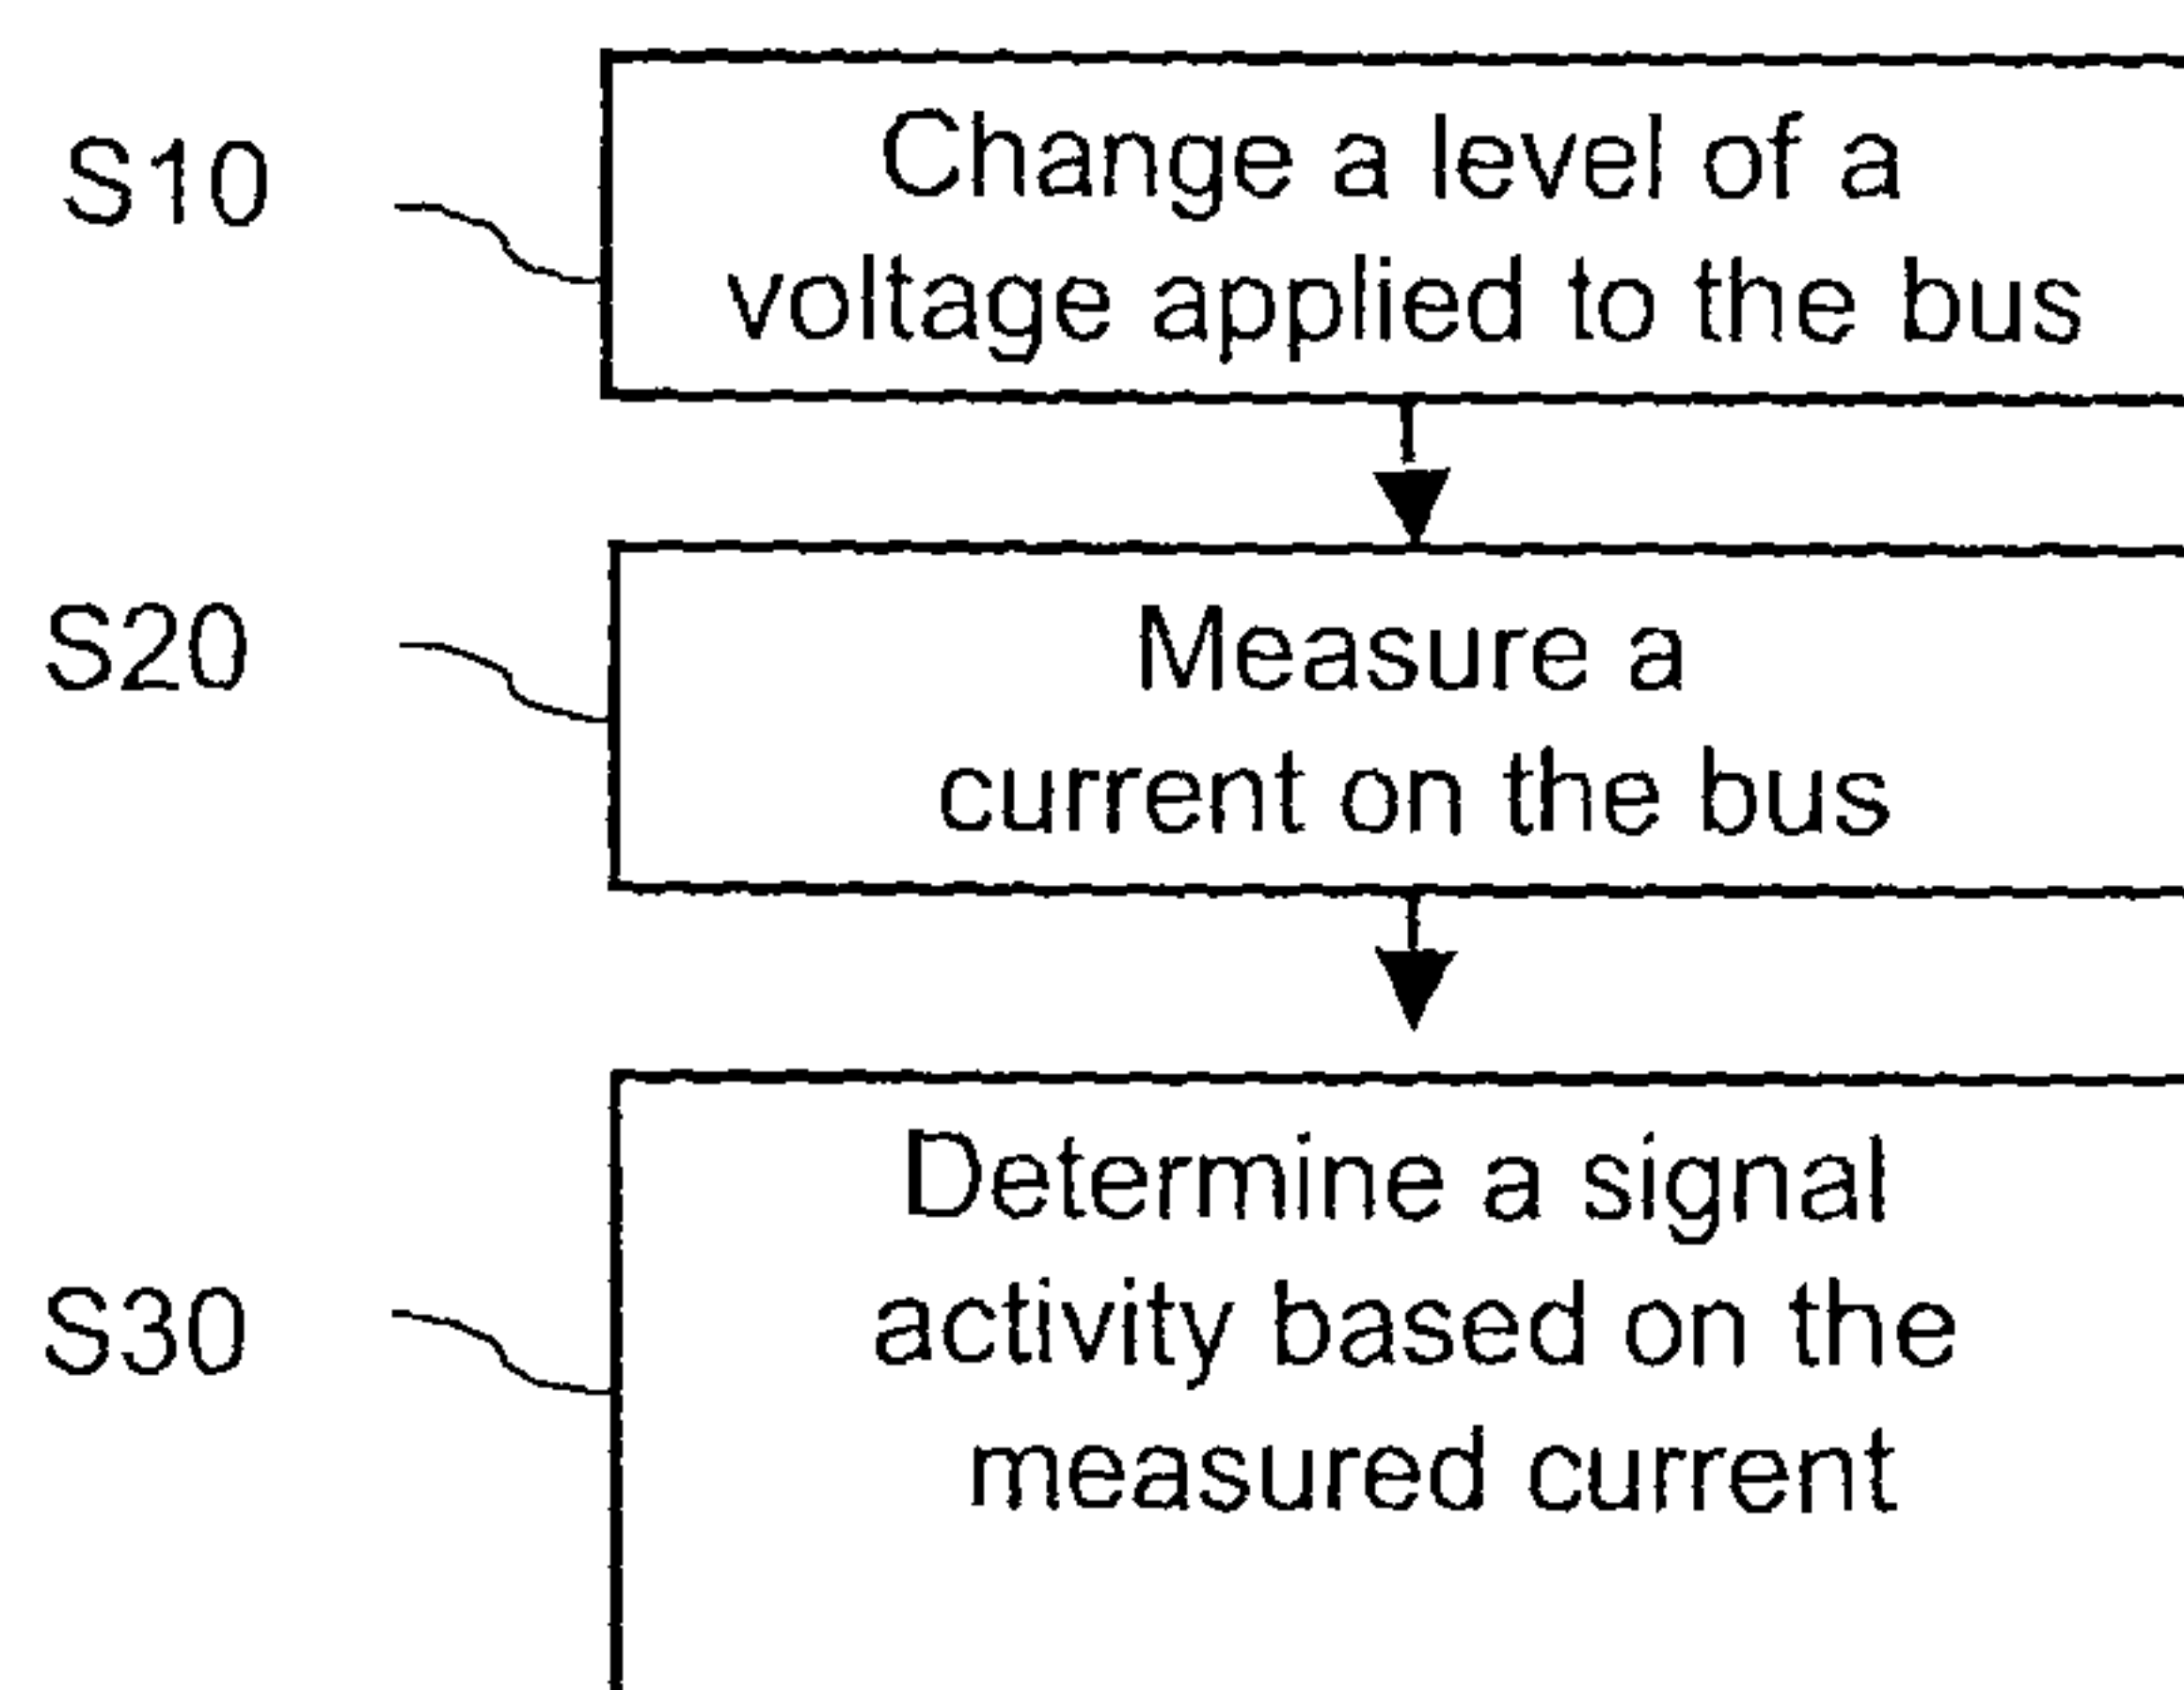 S10
Change a level of a
voltage applied to the bus
S20
Measure a
current on the bus
S30
Determine a signal
activity based on the
measured current